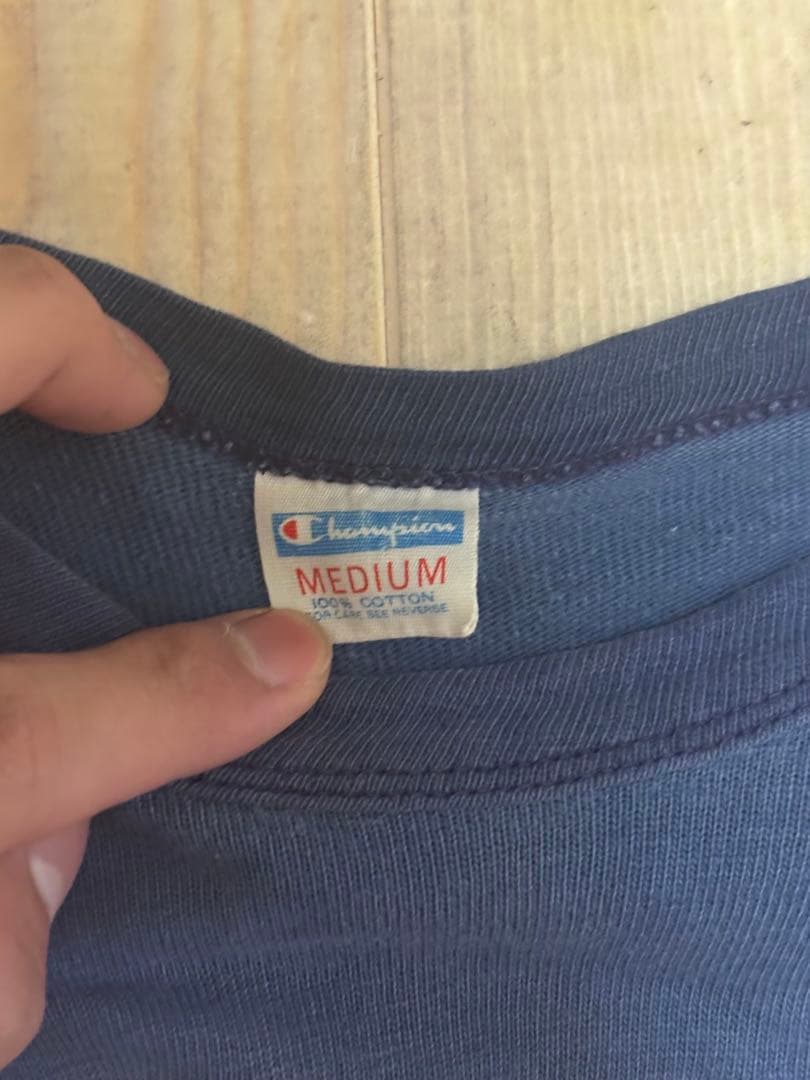 Champion
MEDIUM
100% COTTON
FOR CARE SEE REVERSE